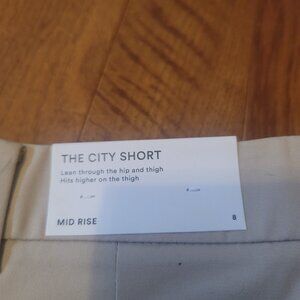 THE CITY SHORT
Lean through the hip and thigh
Hits higher on the thigh
MID RISE
8